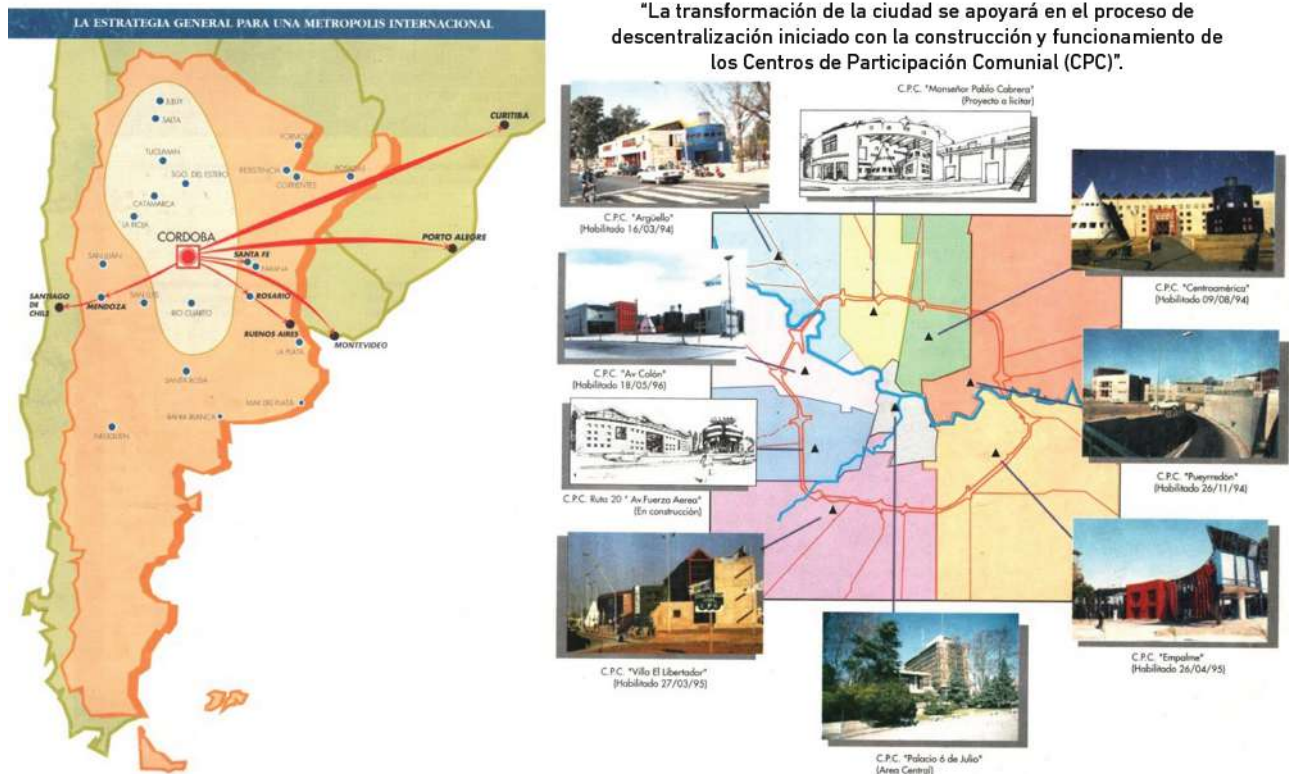 LA ESTRATEGIA GENERAL PARA UNA METROPOLIS INTERNACIONAL
JUJUY
SALTA
TUCUMAN
SGO. DEL ESTERO
CATAMARCA
LA RIOJA
FORMOSA
RESISTENCIA
CORRIENTES
POSADAS
CURITIBA
CORDOBA
PORTO ALEGRE
SAN JUAN
SANTA FE
PARANA
SANTIAGO
DE
CHILE
MENDOZA
SAN LUIS
RIO CUARTO
ROSARIO
BUENOS AIRES
MONTEVIDEO
LA PLATA
SANTA ROSA
MAR DEL PLATA
BAHIA BLANCA
NEUQUEN
"La transformación de la ciudad se apoyará en el proceso de
descentralización iniciado con la construcción y funcionamiento de
los Centros de Participación Comunial (CPC)".
C.P.C. "Monseñor Pablo Cabrera"
(Proyecto a licitar)
C.P.C. "Argüello"
(Habilitado 16/03/94)
C.P.C. "Centroamérica"
(Habilitado 09/08/94)
C.P.C. "Av Colón"
(Habilitado 18/05/96)
C.P.C. "Pueyrredón"
(Habilitado 26/11/94)
C.P.C. Ruta 20 " Av.Fuerza Aerea"
(En construcción)
C.P.C. "Villa El Libertador"
(Habilitado 27/03/95)
C.P.C. "Empalme"
(Habilitado 26/04/95)
C.P.C. "Palacio 6 de Julio"
(Area Central)